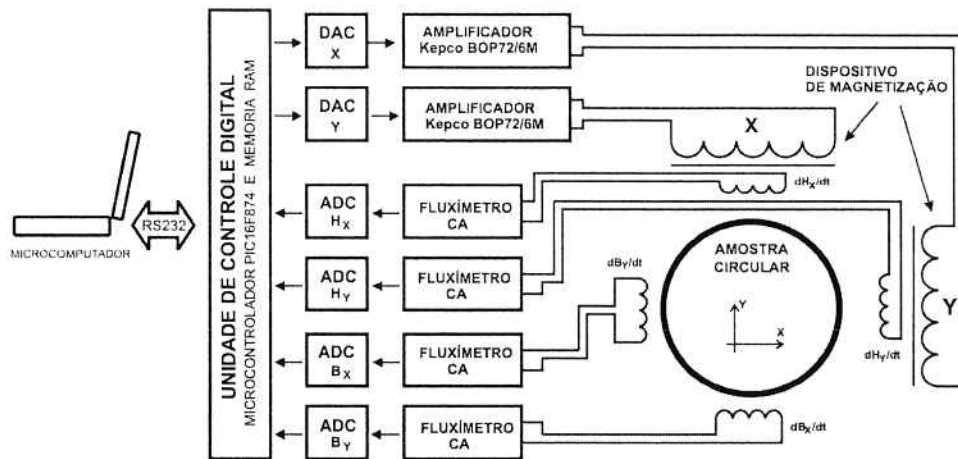 MICROCOMPUTADOR
RS232
UNIDADE DE CONTROLE DIGITAL
MICROCONTROLADOR PIC16F874 E MEMORIA RAM
DAC
X
AMPLIFICADOR
Kepco BOP72/6M
DAC
Y
AMPLIFICADOR
Kepco BOP72/6M
ADC
HX
FLUXÍMETRO
CA
ADC
HY
FLUXÍMETRO
CA
ADC
BX
FLUXÍMETRO
CA
ADC
BY
FLUXÍMETRO
CA
DISPOSITIVO
DE MAGNETIZAÇÃO
X
dHX/dt
AMOSTRA
CIRCULAR
Y
X
dBY/dt
dHY/dt
Y
dBX/dt